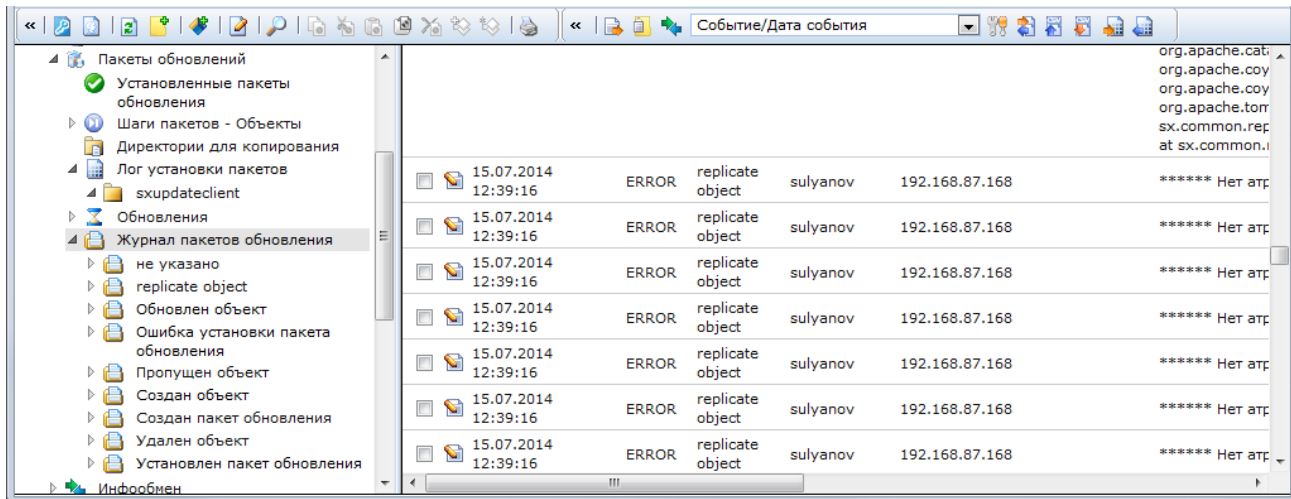 « « Событие/Дата события
Пакеты обновлений
Установленные пакеты
обновления
Шаги пакетов - Объекты
Директории для копирования
Лог установки пакетов
sxupdateclient
Обновления
Журнал пакетов обновления
не указано
replicate object
Обновлен объект
Ошибка установки пакета
обновления
Пропущен объект
Создан объект
Создан пакет обновления
Удален объект
Установлен пакет обновления
Инфообмен
org.apache.cata
org.apache.coy
org.apache.coy
org.apache.tom
sx.common.rep
at sx.common.r
15.07.2014 replicate
12:39:16 ERROR object sulyanov 192.168.87.168 ****** Нет атр
15.07.2014 replicate
12:39:16 ERROR object sulyanov 192.168.87.168 ****** Нет атр
15.07.2014 replicate
12:39:16 ERROR object sulyanov 192.168.87.168 ****** Нет атр
15.07.2014 replicate
12:39:16 ERROR object sulyanov 192.168.87.168 ****** Нет атр
15.07.2014 replicate
12:39:16 ERROR object sulyanov 192.168.87.168 ****** Нет атр
15.07.2014 replicate
12:39:16 ERROR object sulyanov 192.168.87.168 ****** Нет атр
15.07.2014 replicate
12:39:16 ERROR object sulyanov 192.168.87.168 ****** Нет атр